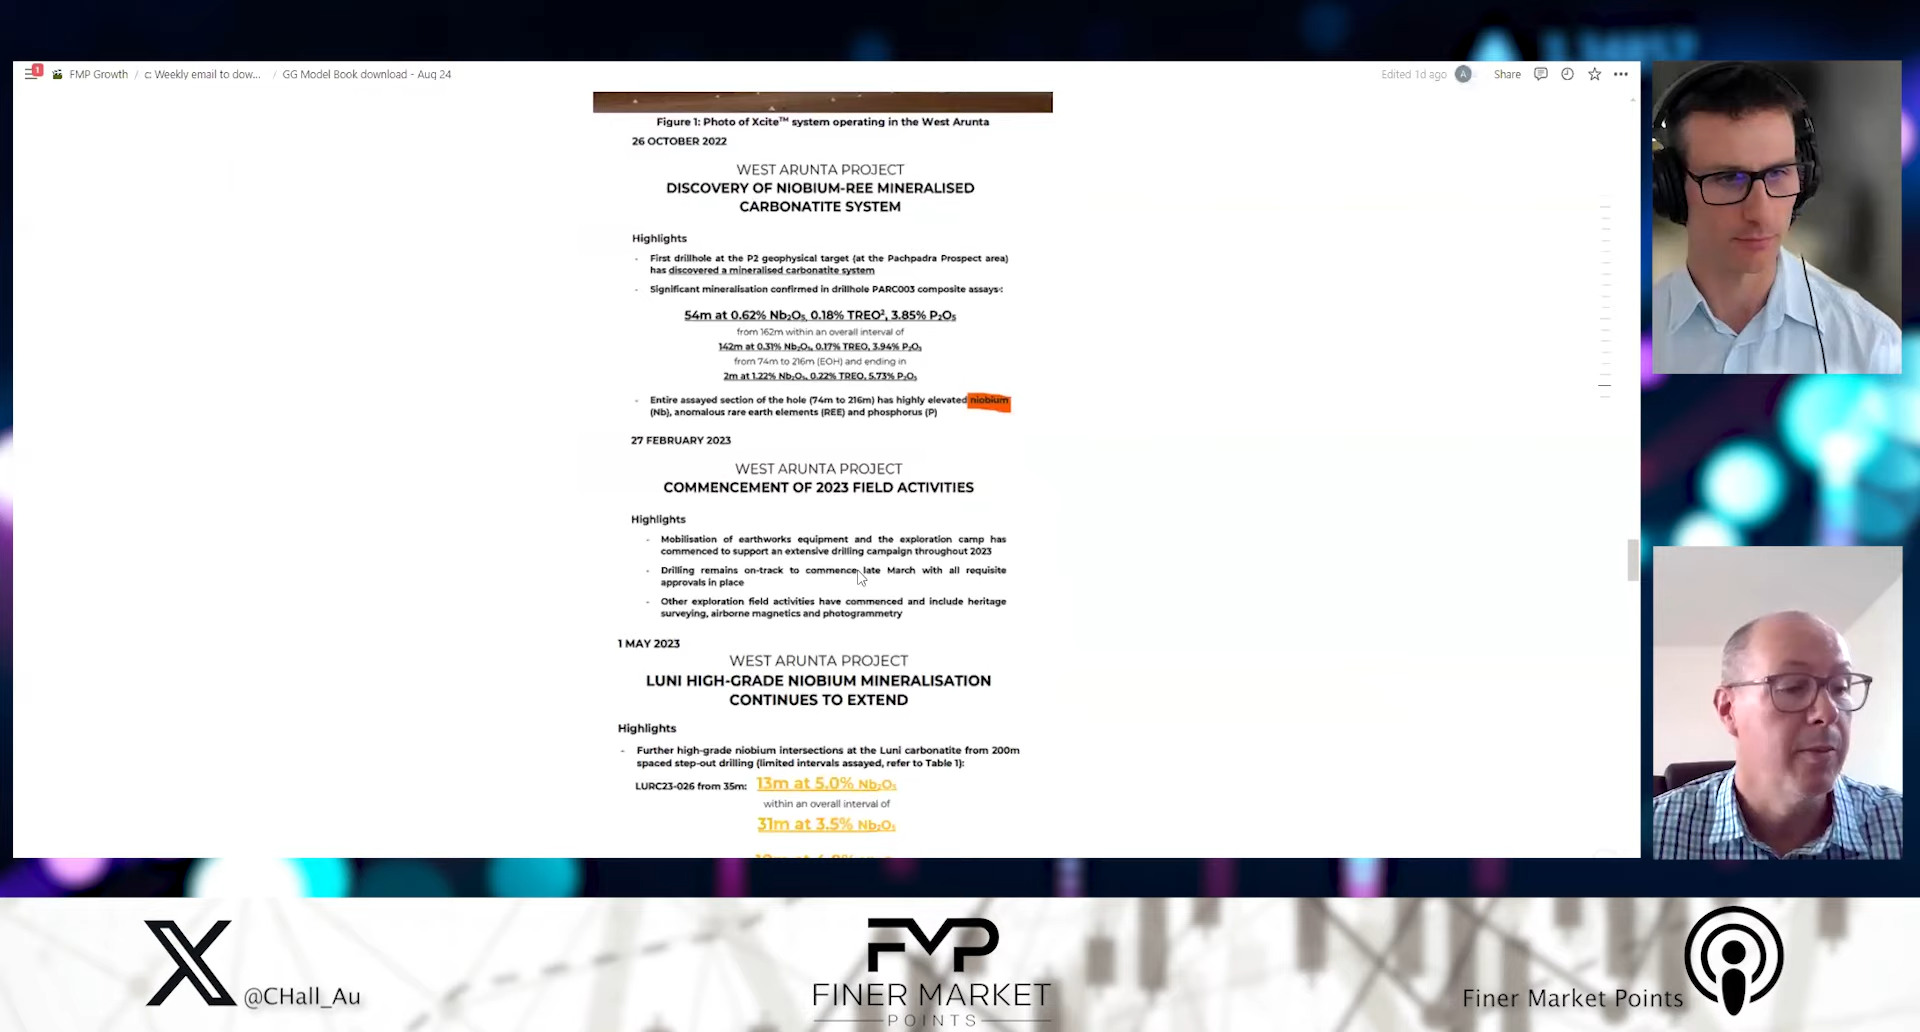 1
FMP Growth / c: Weekly email to dow... / GG Model Book download - Aug 24
Edited 1d ago A Share
Figure 1: Photo of Xcite™ system operating in the West Arunta
26 OCTOBER 2022
WEST ARUNTA PROJECT
DISCOVERY OF NIOBIUM-REE MINERALISED
CARBONATITE SYSTEM
Highlights
- First drillhole at the P2 geophysical target (at the Pachpadra Prospect area)
has discovered a mineralised carbonatite system
- Significant mineralisation confirmed in drillhole PARC003 composite assays:
54m at 0.62% Nb₂O₅, 0.18% TREO², 3.85% P₂O₅
from 162m within an overall interval of
142m at 0.31% Nb₂O₅, 0.17% TREO, 3.94% P₂O₅
from 74m to 216m (EOH) and ending in
2m at 1.22% Nb₂O₅, 0.22% TREO, 5.73% P₂O₅
- Entire assayed section of the hole (74m to 216m) has highly elevated niobium
(Nb), anomalous rare earth elements (REE) and phosphorus (P)
27 FEBRUARY 2023
WEST ARUNTA PROJECT
COMMENCEMENT OF 2023 FIELD ACTIVITIES
Highlights
- Mobilisation of earthworks equipment and the exploration camp has
commenced to support an extensive drilling campaign throughout 2023
- Drilling remains on-track to commence late March with all requisite
approvals in place
- Other exploration field activities have commenced and include heritage
surveying, airborne magnetics and photogrammetry
1 MAY 2023
WEST ARUNTA PROJECT
LUNI HIGH-GRADE NIOBIUM MINERALISATION
CONTINUES TO EXTEND
Highlights
- Further high-grade niobium intersections at the Luni carbonatite from 200m
spaced step-out drilling (limited intervals assayed, refer to Table 1):
LURC23-026 from 35m: 13m at 5.0% Nb₂O₅
within an overall interval of
31m at 3.5% Nb₂O₅
@CHall_Au
FMP
FINER MARKET
POINTS
Finer Market Points